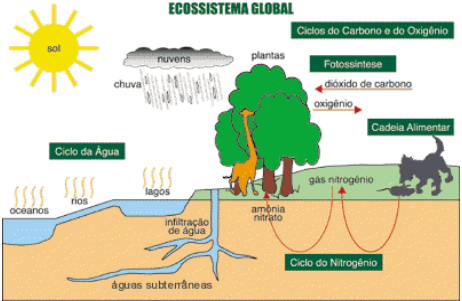 ECOSSISTEMA GLOBAL
Ciclos do Carbono e do Oxigênio
sol
nuvens
plantas
Fotossíntese
chuva
dióxido de carbono
oxigênio
Cadeia Alimentar
Ciclo da Água
gás nitrogênio
lagos
rios
oceanos
amônia
nitrato
infiltração
de água
Ciclo do Nitrogênio
águas subterrâneas